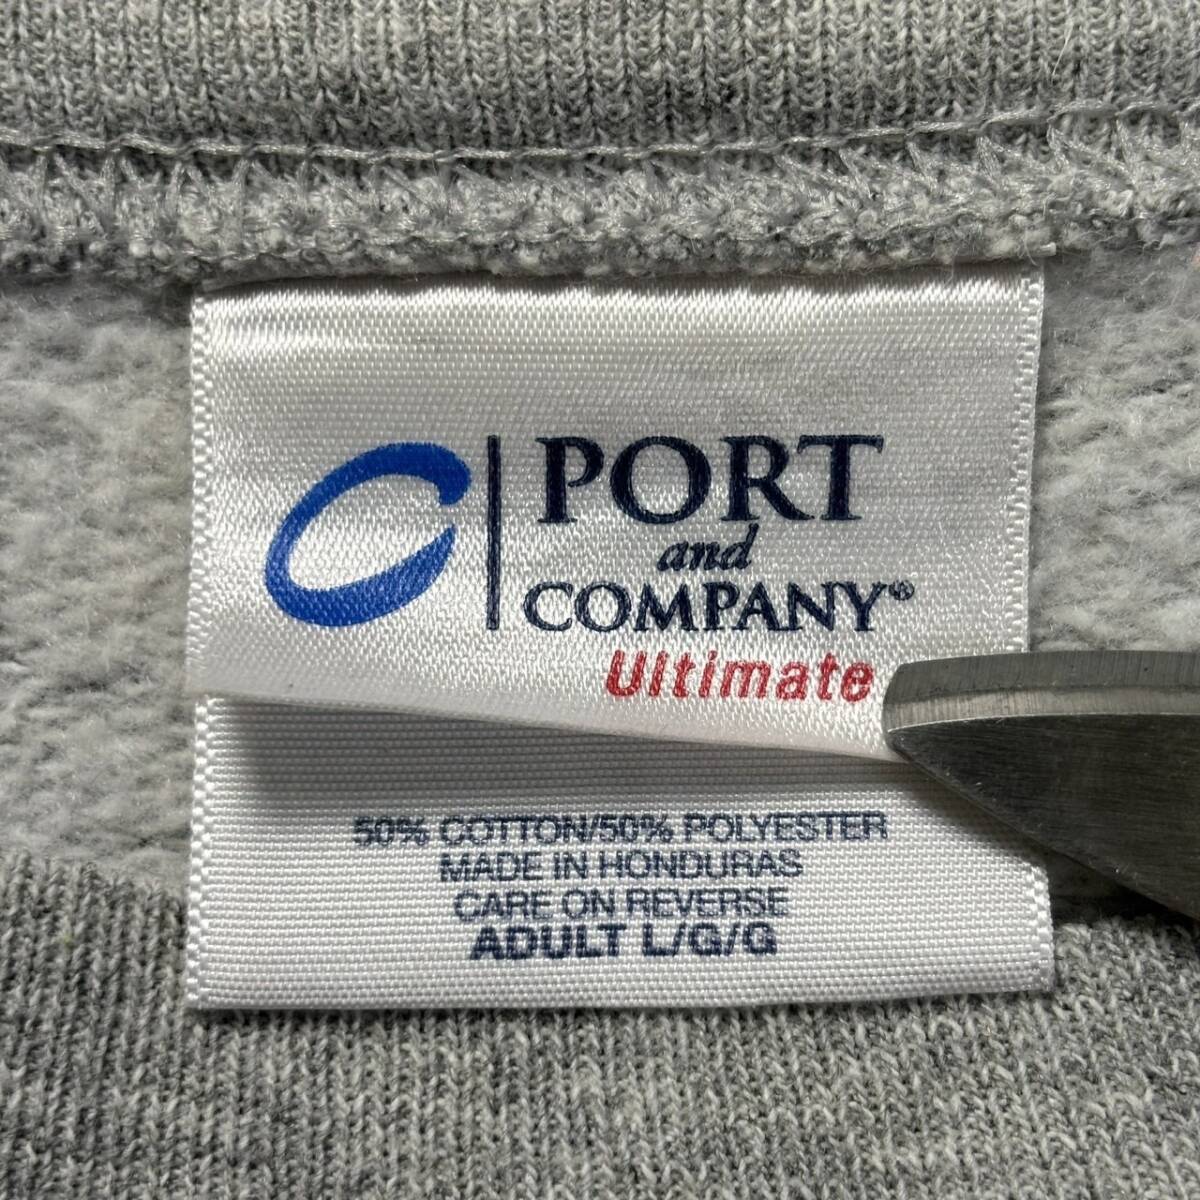 PORT
and
COMPANY®
Ultimate
50% COTTON/50% POLYESTER
MADE IN HONDURAS
CARE ON REVERSE
ADULT L/G/G